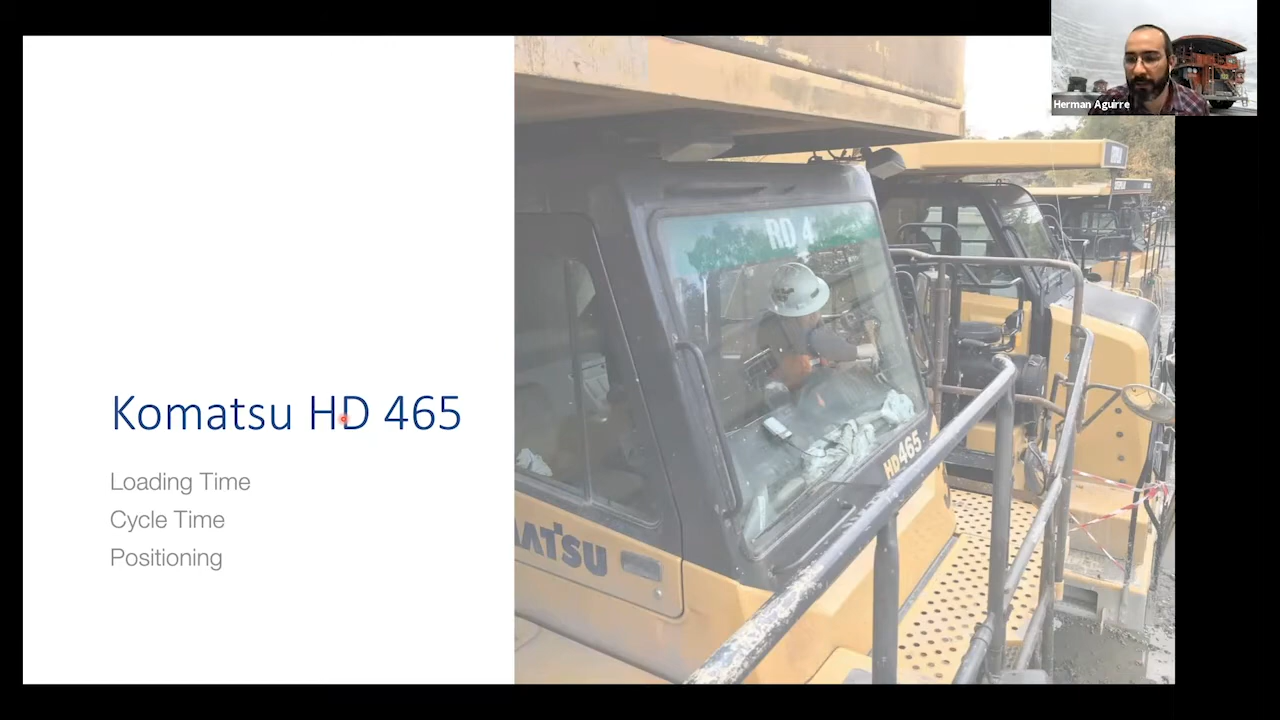 Herman Aguirre
Komatsu HD 465
Loading Time
Cycle Time
Positioning
RD 4
HD465
MATSU